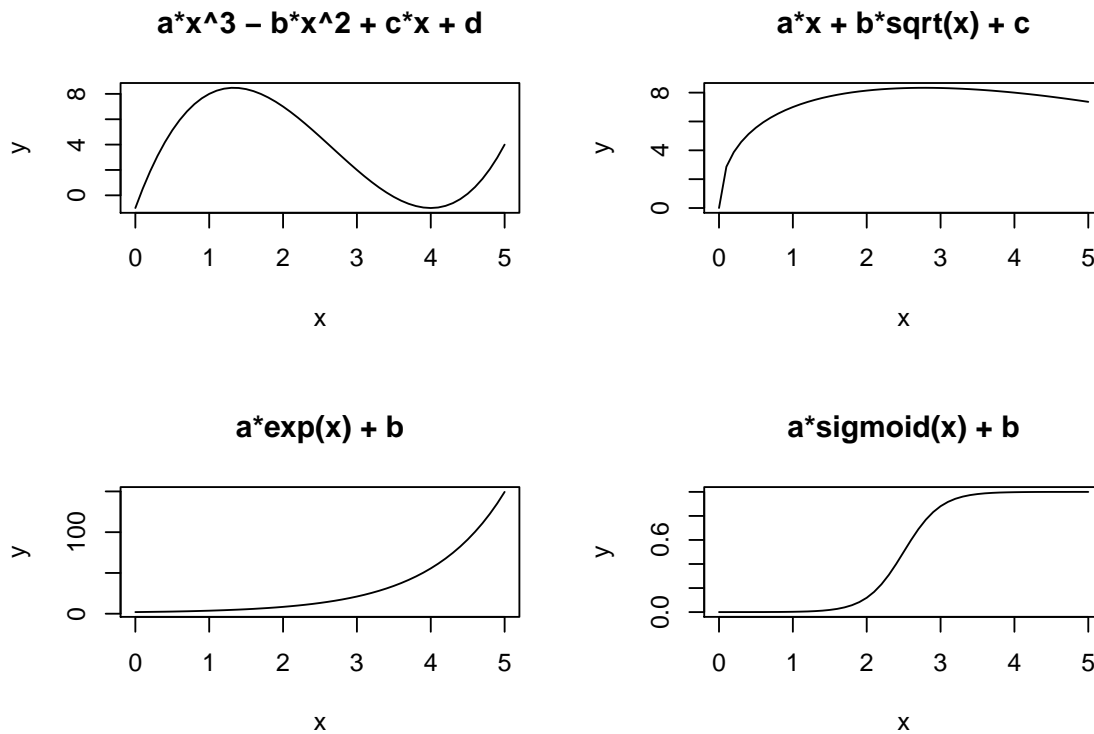 a*x^3 − b*x^2 + c*x + d
y
0 4 8
0 1 2 3 4 5
x
a*x + b*sqrt(x) + c
y
0 4 8
0 1 2 3 4 5
x
a*exp(x) + b
y
0 100
0 1 2 3 4 5
x
a*sigmoid(x) + b
y
0.0 0.6
0 1 2 3 4 5
x